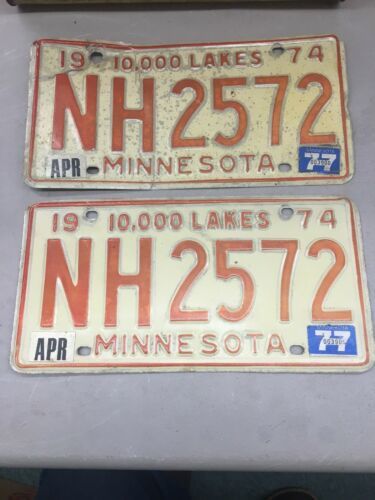 19 10,000 LAKES 74
NH 2572
APR MINNESOTA 77
19 10,000 LAKES 74
NH 2572
APR MINNESOTA 77